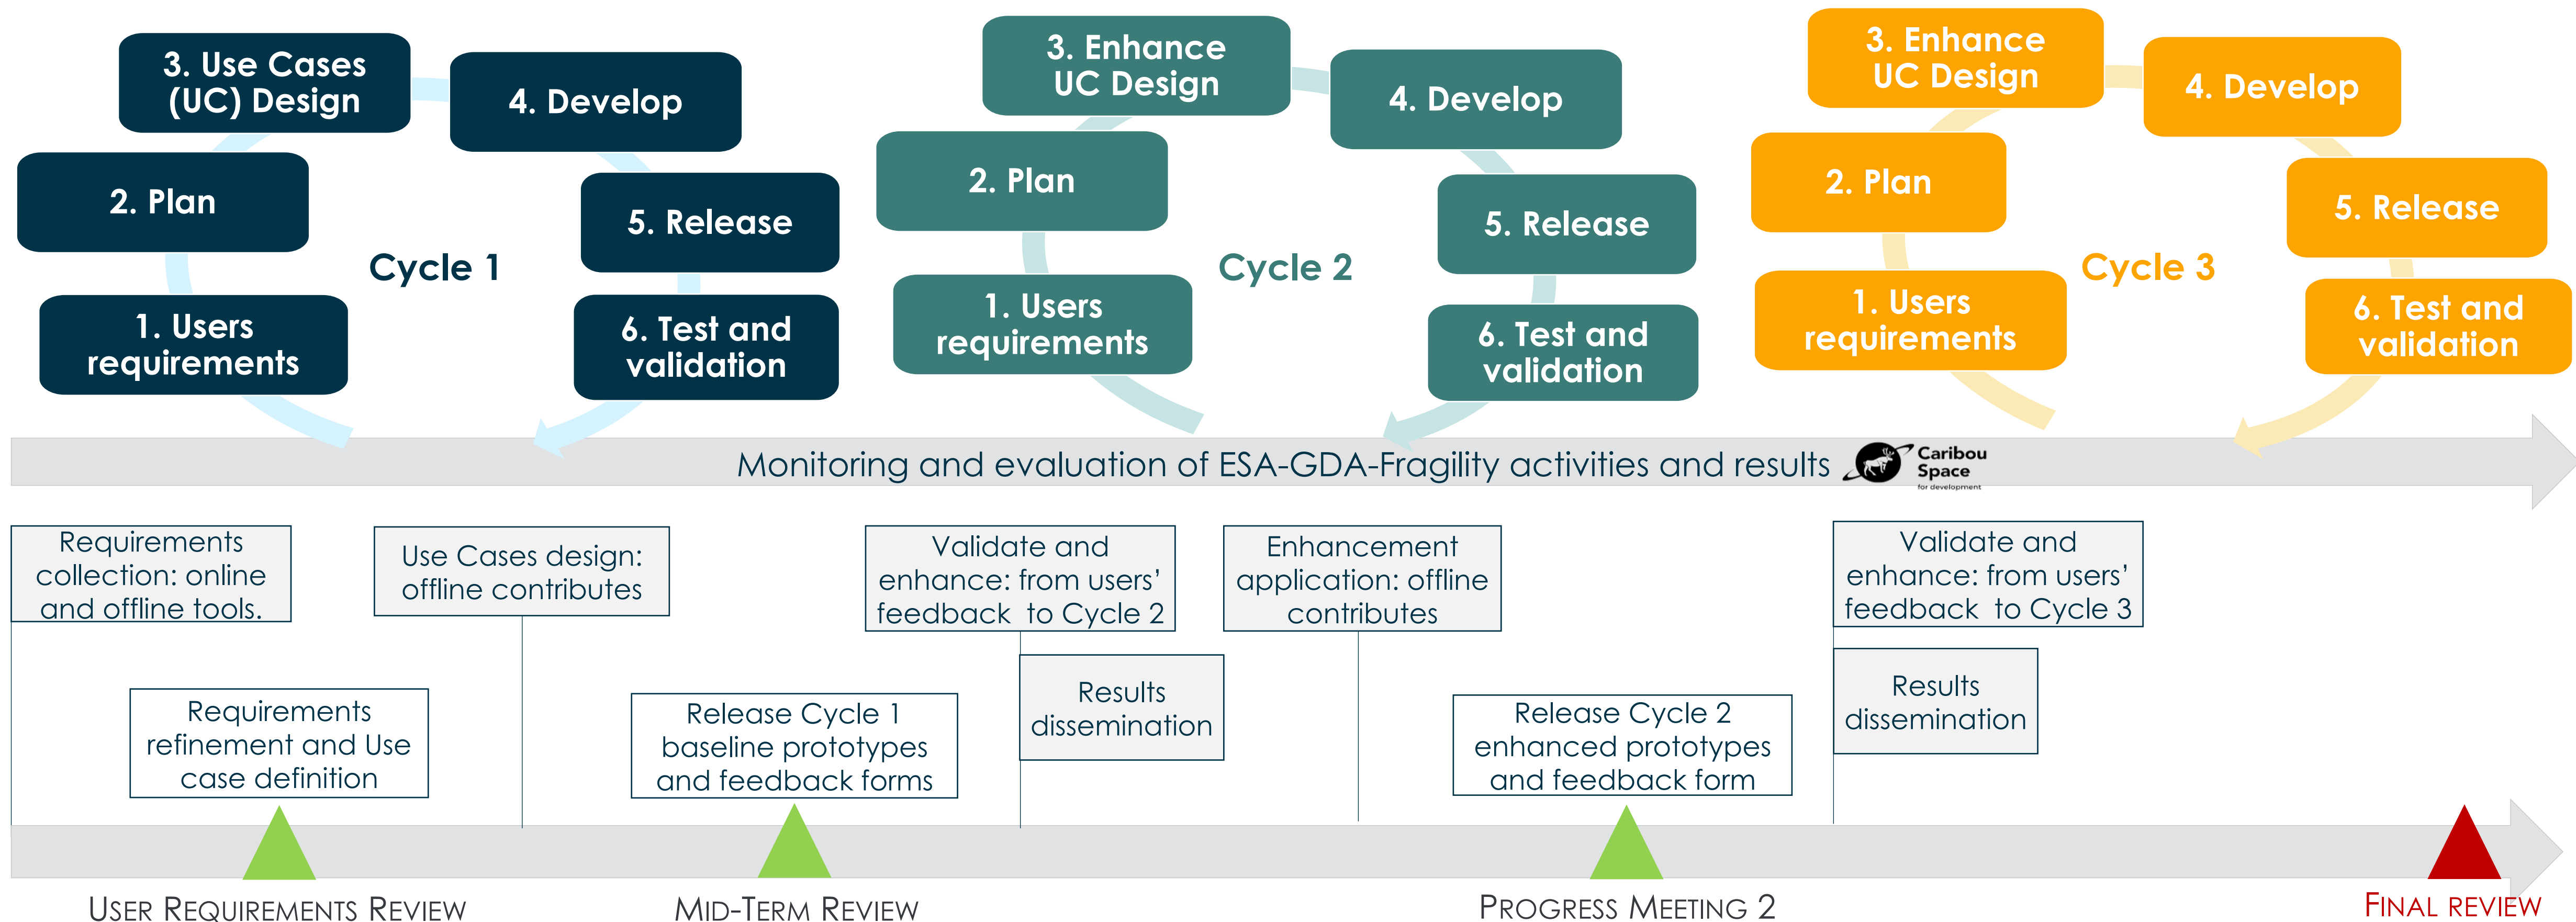 3. Use Cases
(UC) Design
4. Develop
2. Plan
5. Release
Cycle 1
1. Users
requirements
6. Test and
validation
3. Enhance
UC Design
4. Develop
2. Plan
5. Release
Cycle 2
1. Users
requirements
6. Test and
validation
3. Enhance
UC Design
4. Develop
2. Plan
5. Release
Cycle 3
1. Users
requirements
6. Test and
validation
Monitoring and evaluation of ESA-GDA-Fragility activities and results
Caribou
Space
for development
Requirements
collection: online
and offline tools.
Use Cases design:
offline contributes
Validate and
enhance: from users’
feedback to Cycle 2
Enhancement
application: offline
contributes
Validate and
enhance: from users’
feedback to Cycle 3
Requirements
refinement and Use
case definition
Release Cycle 1
baseline prototypes
and feedback forms
Results
dissemination
Release Cycle 2
enhanced prototypes
and feedback form
Results
dissemination
USER REQUIREMENTS REVIEW
MID-TERM REVIEW
PROGRESS MEETING 2
FINAL REVIEW